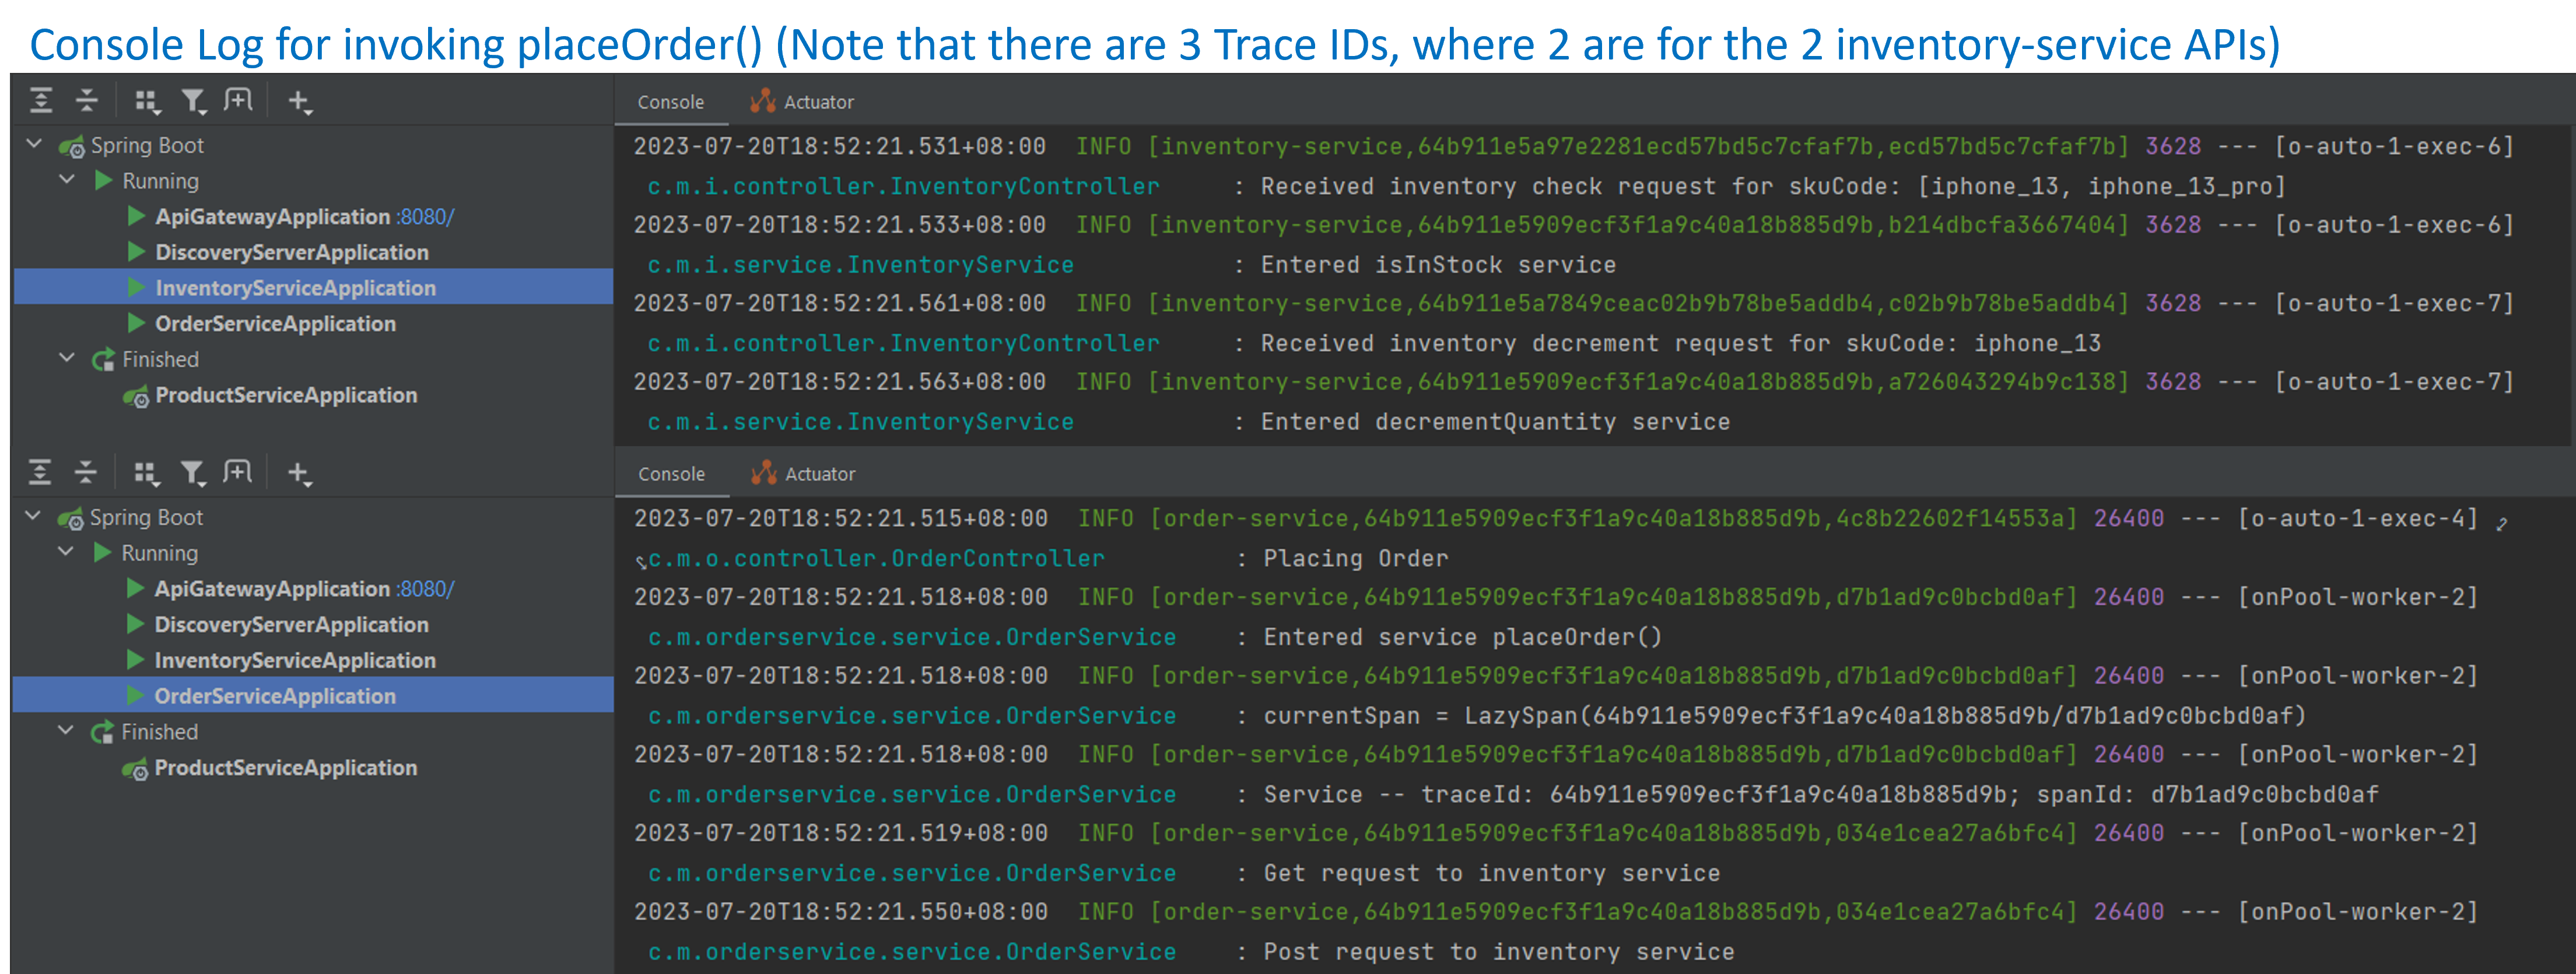 Console Log for invoking placeOrder() (Note that there are 3 Trace IDs, where 2 are for the 2 inventory-service APIs)
Spring Boot
Running
ApiGatewayApplication :8080/
DiscoveryServerApplication
InventoryServiceApplication
OrderServiceApplication
Finished
ProductServiceApplication
Console Actuator
2023-07-20T18:52:21.531+08:00 INFO [inventory-service,64b911e5a97e2281ecd57bd5c7cfaf7b,ecd57bd5c7cfaf7b] 3628 --- [o-auto-1-exec-6]
c.m.i.controller.InventoryController : Received inventory check request for skuCode: [iphone_13, iphone_13_pro]
2023-07-20T18:52:21.533+08:00 INFO [inventory-service,64b911e5909ecf3f1a9c40a18b885d9b,b214dbcfa3667404] 3628 --- [o-auto-1-exec-6]
c.m.i.service.InventoryService : Entered isInStock service
2023-07-20T18:52:21.561+08:00 INFO [inventory-service,64b911e5a7849ceac02b9b78be5addb4,c02b9b78be5addb4] 3628 --- [o-auto-1-exec-7]
c.m.i.controller.InventoryController : Received inventory decrement request for skuCode: iphone_13
2023-07-20T18:52:21.563+08:00 INFO [inventory-service,64b911e5909ecf3f1a9c40a18b885d9b,a726043294b9c138] 3628 --- [o-auto-1-exec-7]
c.m.i.service.InventoryService : Entered decrementQuantity service
Spring Boot
Running
ApiGatewayApplication :8080/
DiscoveryServerApplication
InventoryServiceApplication
OrderServiceApplication
Finished
ProductServiceApplication
Console Actuator
2023-07-20T18:52:21.515+08:00 INFO [order-service,64b911e5909ecf3f1a9c40a18b885d9b,4c8b22602f14553a] 26400 --- [o-auto-1-exec-4]
c.m.o.controller.OrderController : Placing Order
2023-07-20T18:52:21.518+08:00 INFO [order-service,64b911e5909ecf3f1a9c40a18b885d9b,d7b1ad9c0bcbd0af] 26400 --- [onPool-worker-2]
c.m.orderservice.service.OrderService : Entered service placeOrder()
2023-07-20T18:52:21.518+08:00 INFO [order-service,64b911e5909ecf3f1a9c40a18b885d9b,d7b1ad9c0bcbd0af] 26400 --- [onPool-worker-2]
c.m.orderservice.service.OrderService : currentSpan = LazySpan(64b911e5909ecf3f1a9c40a18b885d9b/d7b1ad9c0bcbd0af)
2023-07-20T18:52:21.518+08:00 INFO [order-service,64b911e5909ecf3f1a9c40a18b885d9b,d7b1ad9c0bcbd0af] 26400 --- [onPool-worker-2]
c.m.orderservice.service.OrderService : Service -- traceId: 64b911e5909ecf3f1a9c40a18b885d9b; spanId: d7b1ad9c0bcbd0af
2023-07-20T18:52:21.519+08:00 INFO [order-service,64b911e5909ecf3f1a9c40a18b885d9b,034e1cea27a6bfc4] 26400 --- [onPool-worker-2]
c.m.orderservice.service.OrderService : Get request to inventory service
2023-07-20T18:52:21.550+08:00 INFO [order-service,64b911e5909ecf3f1a9c40a18b885d9b,034e1cea27a6bfc4] 26400 --- [onPool-worker-2]
c.m.orderservice.service.OrderService : Post request to inventory service